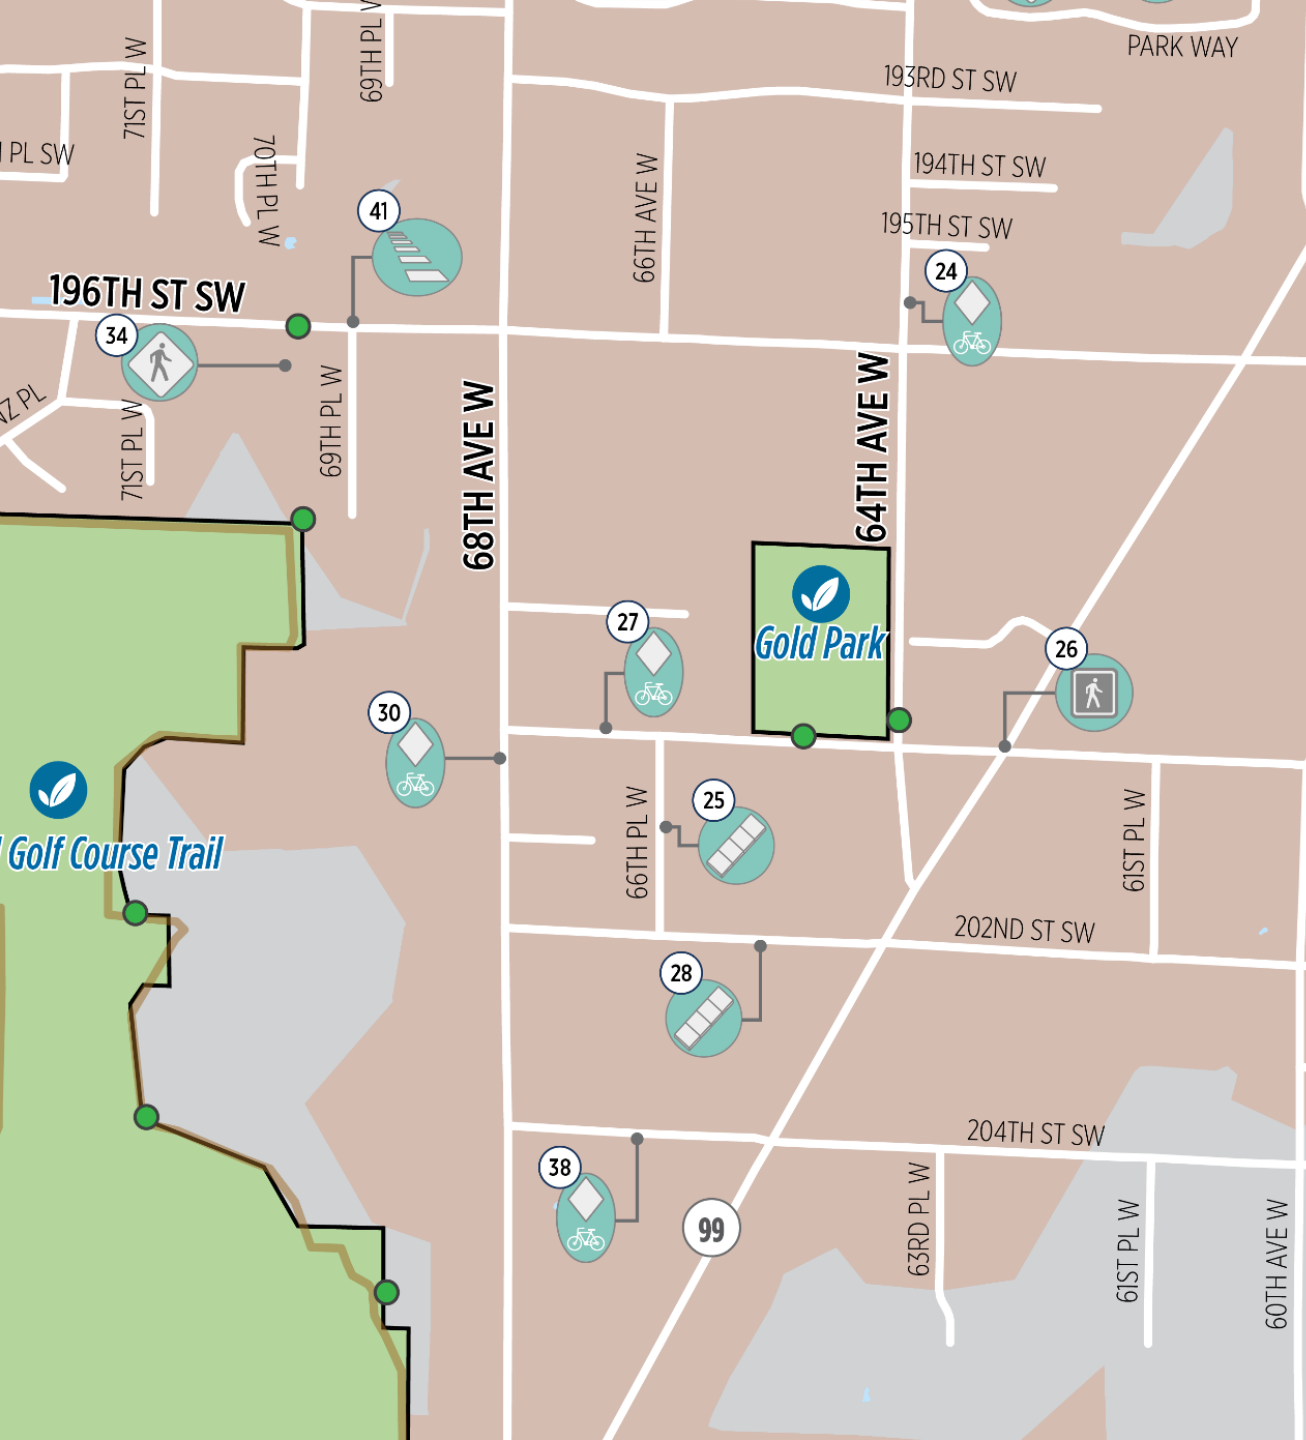 69TH PL W
PARK WAY
71ST PL W
193RD ST SW
PL SW
70TH PL W
66TH AVE W
194TH ST SW
41
195TH ST SW
24
196TH ST SW
34
69TH PL W
NZ PL
71ST PL W
68TH AVE W
64TH AVE W
27
Gold Park
26
30
25
66TH PL W
61ST PL W
Golf Course Trail
202ND ST SW
28
204TH ST SW
38
99
63RD PL W
61ST PL W
60TH AVE W